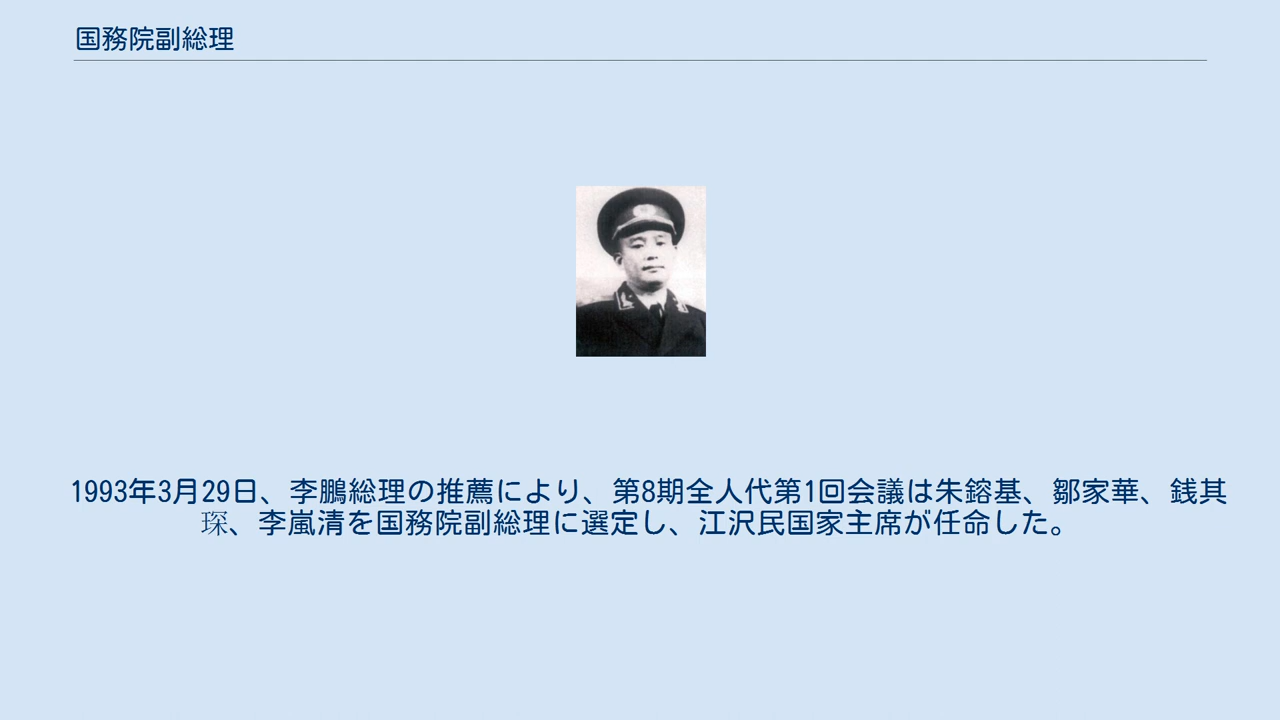 国務院副総理
1993年3月29日、李鵬総理の推薦により、第8期全人代第1回会議は朱鎔基、鄒家華、銭其
琛、李嵐清を国務院副総理に選定し、江沢民国家主席が任命した。